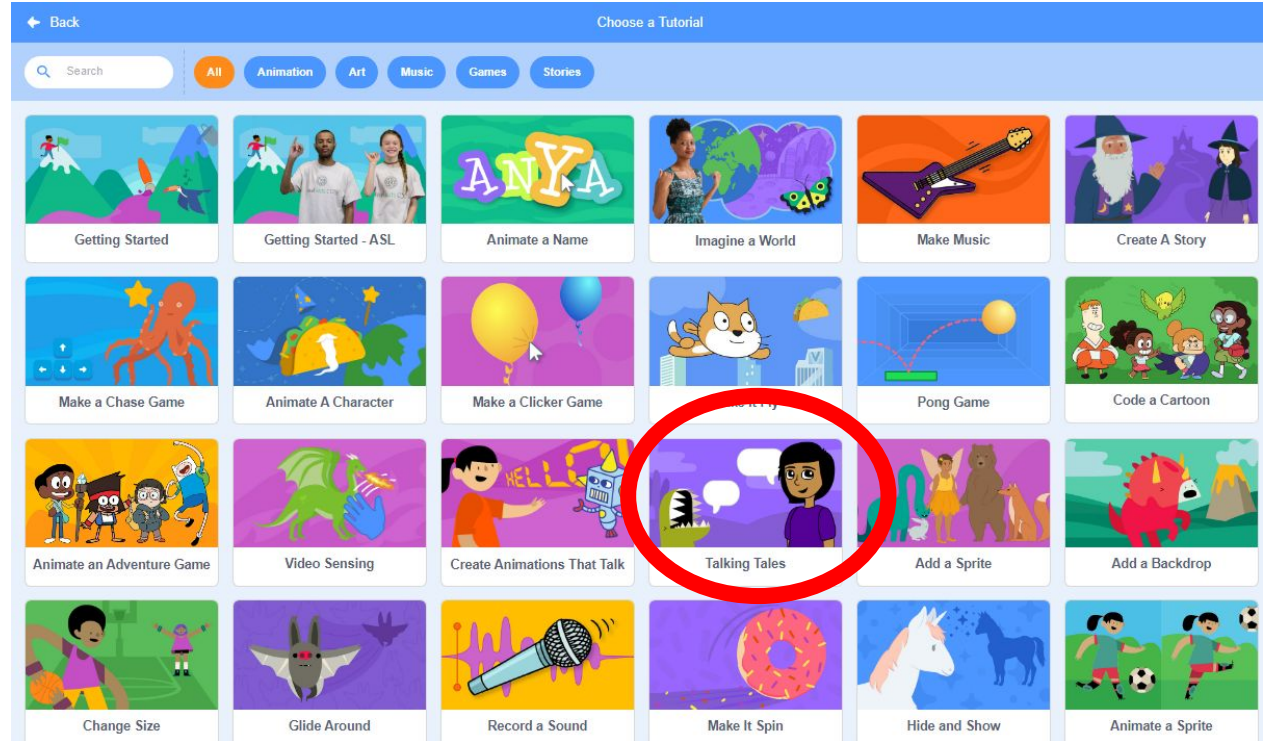 Back
Choose a Tutorial
Search
All
Animation
Art
Music
Games
Stories
ANYA
Getting Started
Getting Started - ASL
Animate a Name
Imagine a World
Make Music
Create A Story
Make a Chase Game
Animate A Character
Make a Clicker Game
Pong Game
Code a Cartoon
HELLO
Animate an Adventure Game
Video Sensing
Create Animations That Talk
Talking Tales
Add a Sprite
Add a Backdrop
Change Size
Glide Around
Record a Sound
Make It Spin
Hide and Show
Animate a Sprite